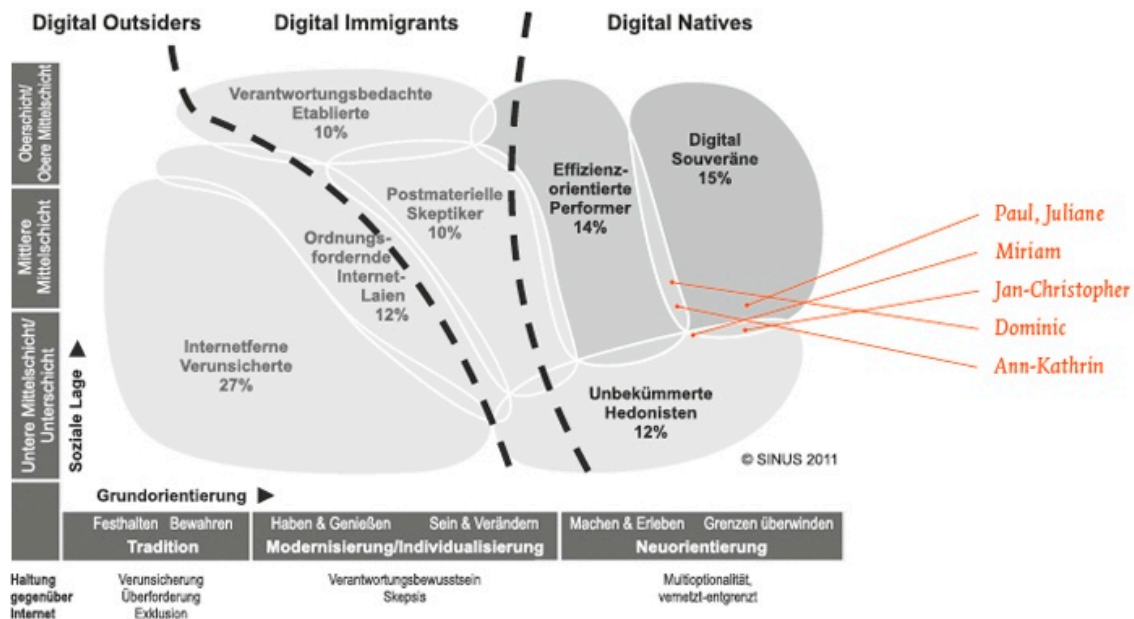 Digital Outsiders
Digital Immigrants
Digital Natives
Oberschicht/
Obere Mittelschicht
Mittlere
Mittelschicht
Untere Mittelschicht/
Unterschicht
Soziale Lage
Verantwortungsbedachte
Etablierte
10%
Postmaterielle
Skeptiker
10%
Ordnungs-
fordernde
Internet-
Laien
12%
Internetferne
Verunsicherte
27%
Effizienz-
orientierte
Performer
14%
Digital
Souveräne
15%
Unbekümmerte
Hedonisten
12%
Paul, Juliane
Miriam
Jan-Christopher
Dominic
Ann-Kathrin
© SINUS 2011
Grundorientierung
Festhalten Bewahren
Tradition
Haben & Genießen Sein & Verändern
Modernisierung/Individualisierung
Machen & Erleben Grenzen überwinden
Neuorientierung
Haltung
gegenüber
Internet
Verunsicherung
Überforderung
Exklusion
Verantwortungsbewusstsein
Skepsis
Multioptionalität,
vernetzt-entgrenzt